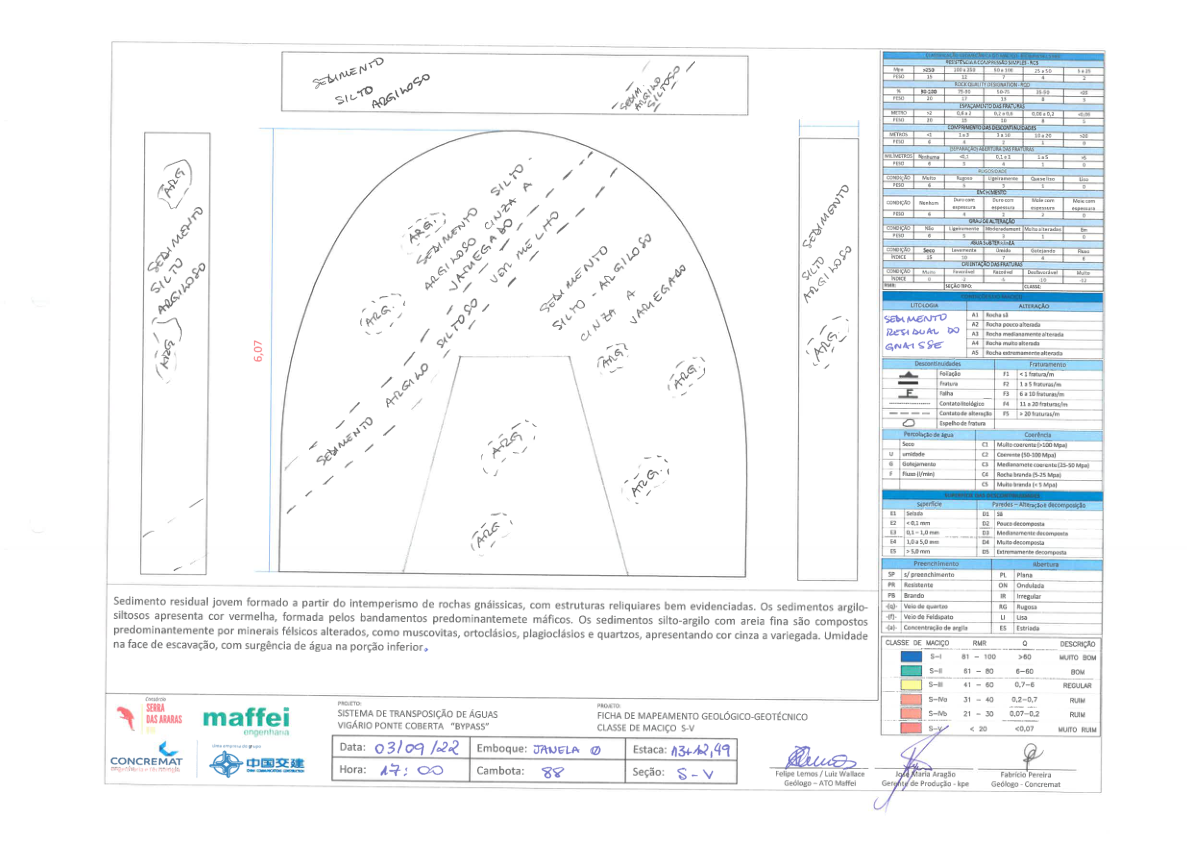 SEDIMENTO
SILTO
ARGILOSO
SEDIM
ARGILO
SILTOSO
ARG
SEDIMENTO
SILTO
ARGILOSO
ARG
6,07
ARG.
SEDIMENTO SILTO
ARGILOSO CINZA A
VARIEGADO
ARG.
SEDIMENTO ARGILO SILTOSO VERMELHO
SEDIMENTO
SILTO-ARGILOSO
CINZA A
VARIEGADO
ARG.
ARG.
ARG.
ARG.
ARG.
SEDIMENTO
SILTO
ARGILOSO
ARG.
RESISTÊNCIA A COMPRESSÃO SIMPLES - RCS
Mpa >250 100 a 250 50 a 100 25 a 50 5 a 25
PESO 15 12 7 4 2
ROCK QUALITY DESIGNATION - RQD
% 90-100 75-90 50-75 25-50 <25
PESO 20 17 13 8 3
ESPAÇAMENTO DAS FRATURAS
METRO >2 0,6 a 2 0,2 a 0,6 0,06 a 0,2 <0,06
PESO 20 15 10 8 5
COMPRIMENTO DAS DESCONTINUIDADES
METROS <1 1 a 3 3 a 10 10 a 20 >20
PESO 6 4 2 1 0
(SEPARAÇÃO) ABERTURA DAS FRATURAS
MILÍMETROS Nenhuma <0,1 0,1 a 1 1 a 5 >5
PESO 6 5 4 1 0
RUGOSIDADE
CONDIÇÃO Muito Rugoso Ligeiramente Quase liso Liso
PESO 6 5 3 1 0
ENCHIMENTO
CONDIÇÃO Nenhum Duro com espessura Duro com espessura Mole com espessura Mole com espessura
PESO 6 4 2 2 0
GRAU DE ALTERAÇÃO
CONDIÇÃO Não Ligeiramente Moderadament Muito alterados Em
PESO 6 5 3 1 0
ÁGUA SUBTERRÂNEA
CONDIÇÃO Seco Levemente Úmido Gotejando Fluxo
ÍNDICE 15 10 7 4 0
ORIENTAÇÃO DAS FRATURAS
CONDIÇÃO Muito Favorável Razoável Desfavorável Muito
ÍNDICE 0 -2 -5 -10 -12
RMR: SEÇÃO TIPO: CLASSE:
LITOLOGIA ALTERAÇÃO
SEDIMENTO
RESIDUAL DO
GNAISSE
A1 Rocha sã
A2 Rocha pouco alterada
A3 Rocha medianamente alterada
A4 Rocha muito alterada
A5 Rocha extremamente alterada
Descontinuidades Fraturamento
Foliação F1 < 1 fratura/m
Fratura F2 1 a 5 fraturas/m
F Falha F3 6 a 10 fraturas/m
Contato litológico F4 11 a 20 fraturas/m
Contato de alteração F5 > 20 fraturas/m
Espelho de fratura
Percolação de água Coerência
Seco C1 Muito coerente (>100 Mpa)
U umidade C2 Coerente (50-100 Mpa)
G Gotejamento C3 Medianamete coerente (25-50 Mpa)
F Fluxo (l/min) C4 Rocha branda (5-25 Mpa)
C5 Muito branda (< 5 Mpa)
Superfície Paredes – Alteração e decomposição
E1 Selada D1 Sã
E2 < 0,1 mm D2 Pouco decomposta
E3 0,1 – 1,0 mm D3 Medianamente decomposta
E4 1,0 a 5,0 mm D4 Muito decomposta
E5 > 5,0 mm D5 Extremamente decomposta
Preenchimento Abertura
SP s/ preenchimento PL Plana
PR Resistente ON Ondulada
PB Brando IR Irregular
-(q)- Veio de quartzo RG Rugosa
-(f)- Veio de Feldspato LI Lisa
-(a)- Concentração de argila ES Estriada
CLASSE DE MACIÇO RMR Q DESCRIÇÃO
S-I 81 – 100 >60 MUITO BOM
S-II 61 – 80 6-60 BOM
S-III 41 – 60 0,7-6 REGULAR
S-IVa 31 – 40 0,2-0,7 RUIM
S-IVb 21 – 30 0,07-0,2 RUIM
S-V < 20 <0,07 MUITO RUIM
Sedimento residual jovem formado a partir do intemperismo de rochas gnáissicas, com estruturas reliquiares bem evidenciadas. Os sedimentos argilo-
siltosos apresenta cor vermelha, formada pelos bandamentos predominantemete máficos. Os sedimentos silto-argilo com areia fina são compostos
predominantemente por minerais félsicos alterados, como muscovitas, ortoclásios, plagioclásios e quartzos, apresentando cor cinza a variegada. Umidade
na face de escavação, com surgência de água na porção inferior.
SERRA
DAS ARARAS
maffei
engenharia
CONCREMAT
中国交建
PROJETO:
SISTEMA DE TRANSPOSIÇÃO DE ÁGUAS
VIGÁRIO PONTE COBERTA "BYPASS"
PROJETO:
FICHA DE MAPEAMENTO GEOLÓGICO-GEOTÉCNICO
CLASSE DE MACIÇO S-V
Data: 03/09/22 Emboque: JANELA 0 Estaca: 13+12,49
Hora: 17:00 Cambota: 88 Seção: S-V
Felipe Lemos / Luiz Wallace
Geólogo – ATO Maffei
José Maria Aragão
Gerente de Produção - kpe
Fabrício Pereira
Geólogo - Concremat